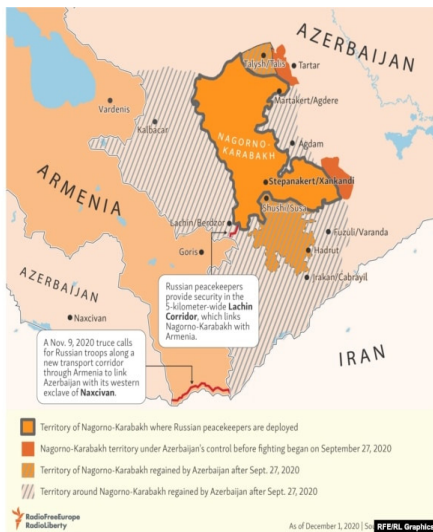 AZERBAIJAN
Talysh/Talis
Tartar
Vardenis
Kalbacar
Martakert/Agdere
NAGORNO-
KARABAKH
Agdam
ARMENIA
Stepanakert/Xankandi
Shushi/Susa
Lachin/Berdzor
Goris
Fuzuli/Varanda
Hadrut
Jrakan/Cabrayil
AZERBAIJAN
Naxcivan
Russian peacekeepers
provide security in the
5-kilometer-wide Lachin
Corridor, which links
Nagorno-Karabakh with
Armenia.
A Nov. 9, 2020 truce calls
for Russian troops along a
new transport corridor
through Armenia to link
Azerbaijan with its western
exclave of Naxcivan.
IRAN
Territory of Nagorno-Karabakh where Russian peacekeepers are deployed
Nagorno-Karabakh territory under Azerbaijan's control before fighting began on September 27, 2020
Territory of Nagorno-Karabakh regained by Azerbaijan after Sept. 27, 2020
Territory around Nagorno-Karabakh regained by Azerbaijan after Sept. 27, 2020
RadioFreeEurope
RadioLiberty
As of December 1, 2020 | Sou
RFE/RL Graphics